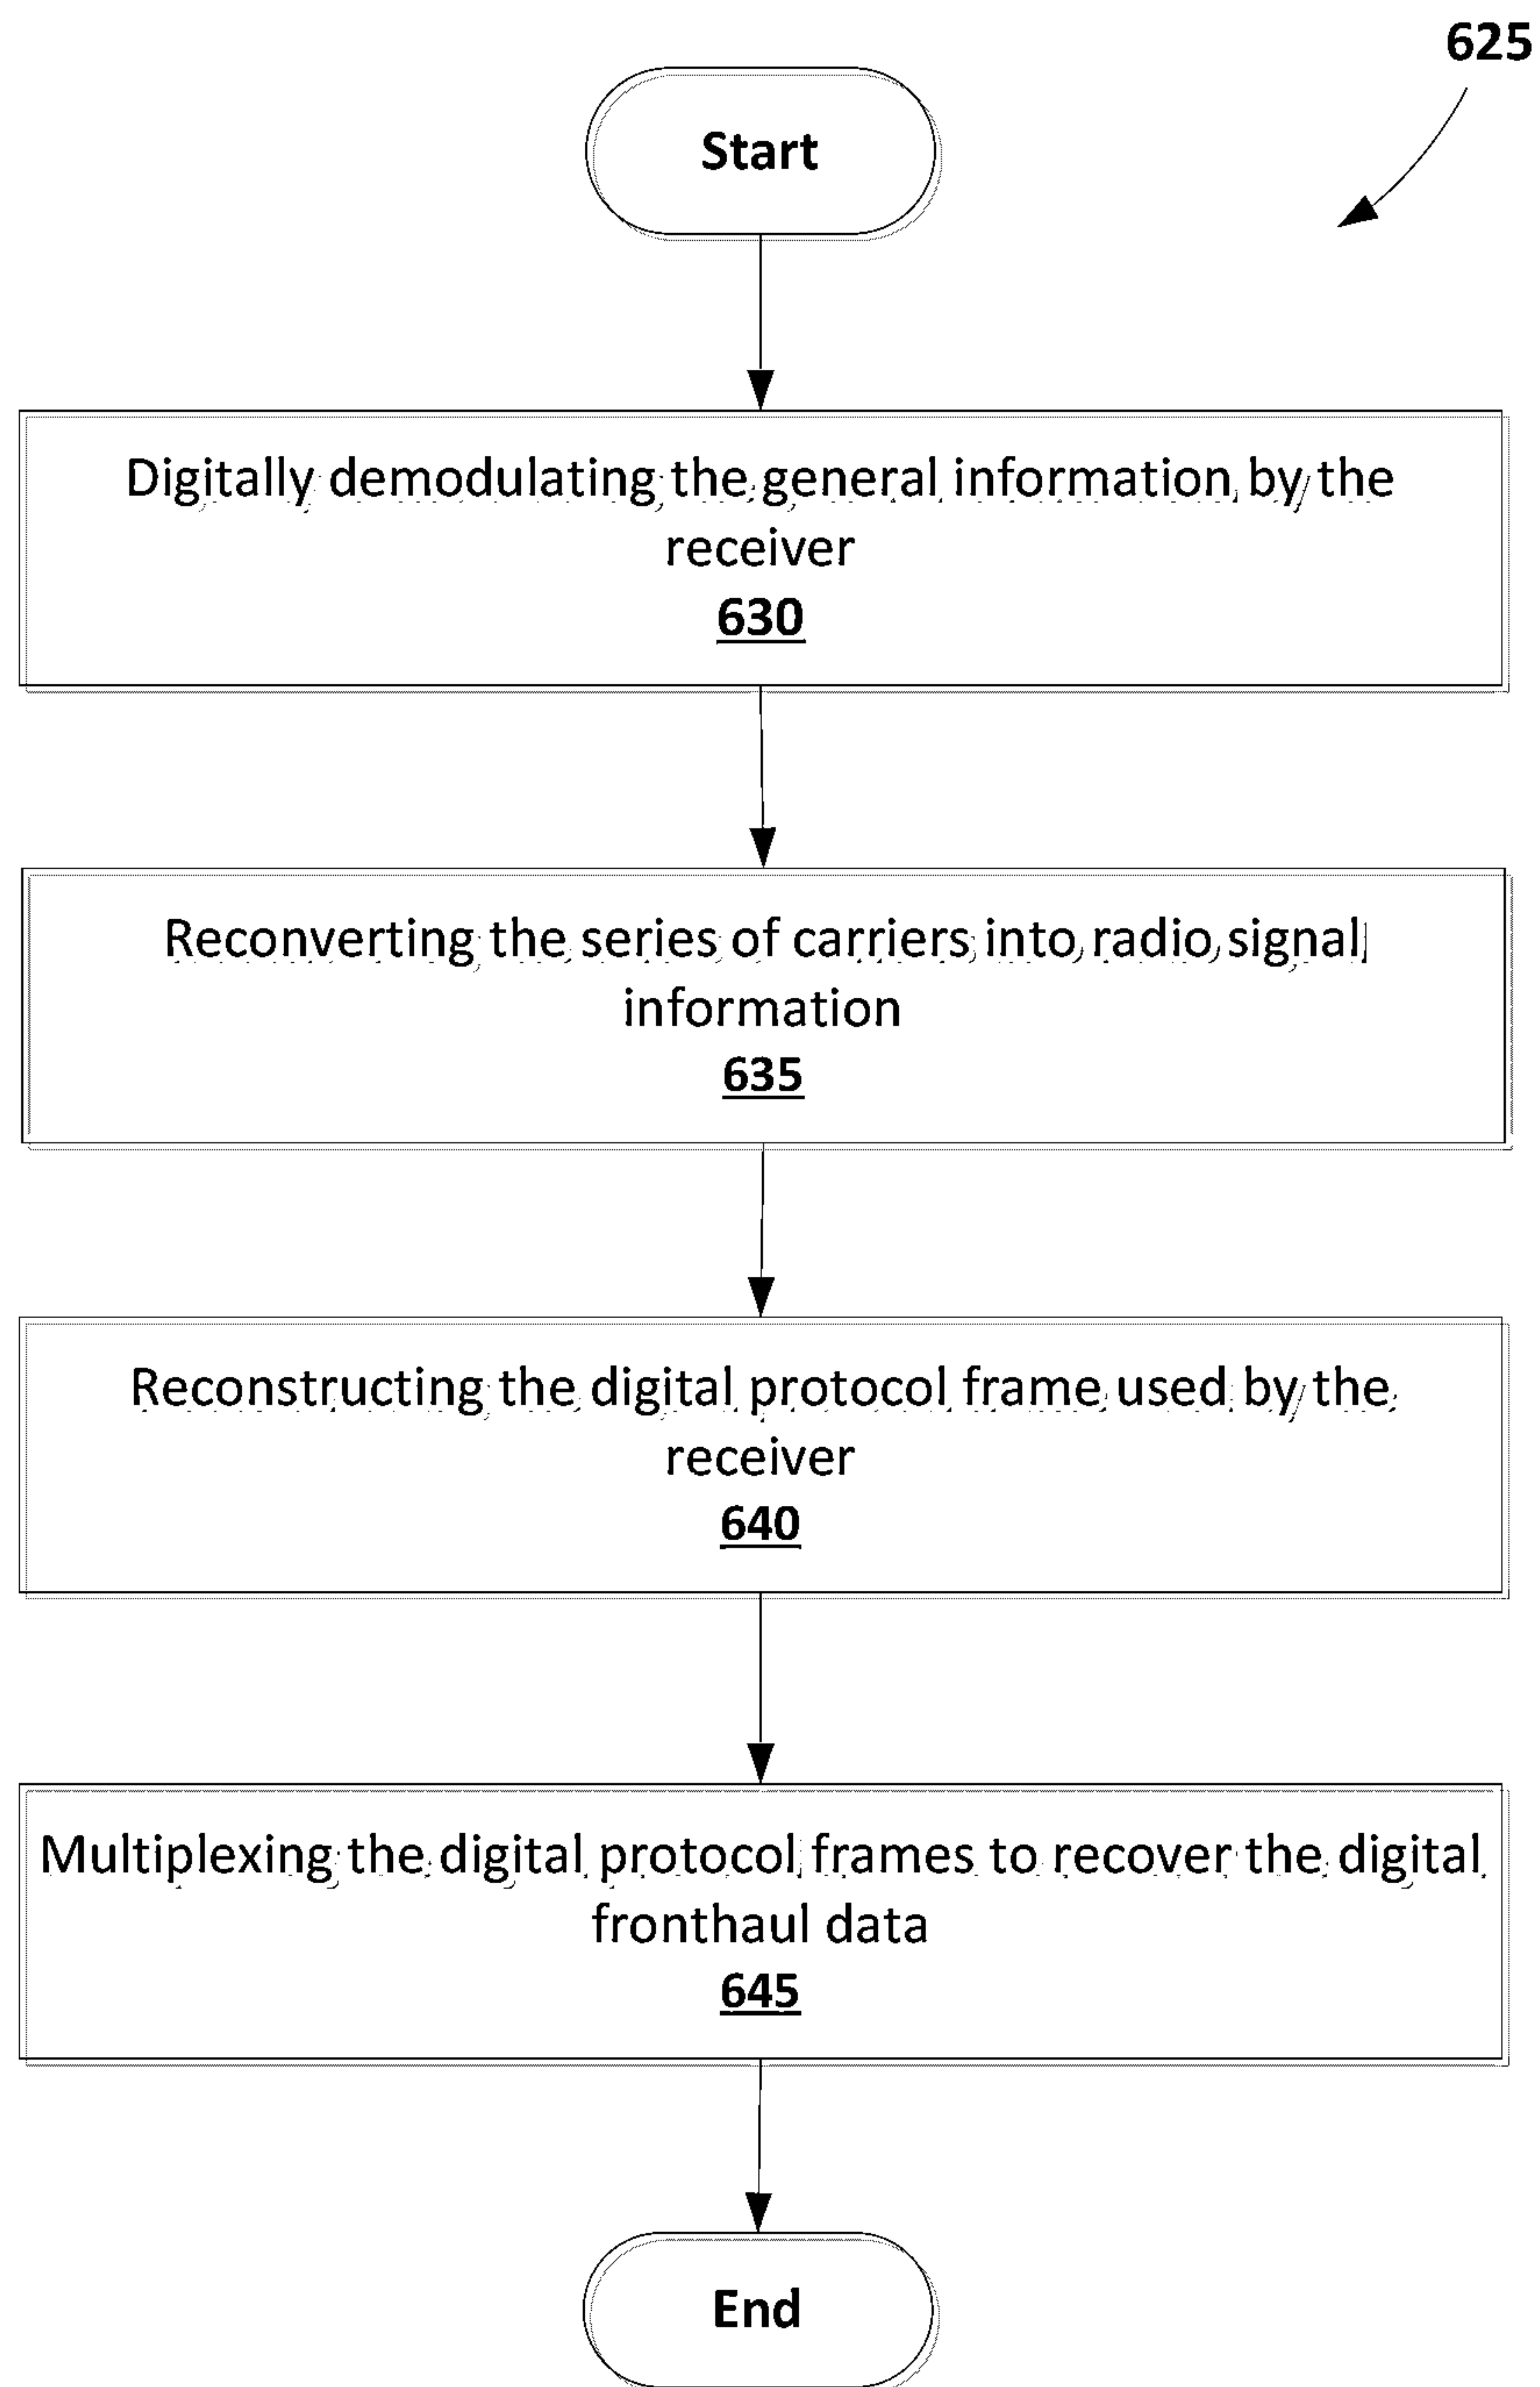 625
Start
Digitally demodulating the general information by the
receiver
630
Reconverting the series of carriers into radio signal
information
635
Reconstructing the digital protocol frame used by the
receiver
640
Multiplexing the digital protocol frames to recover the digital
fronthaul data
645
End